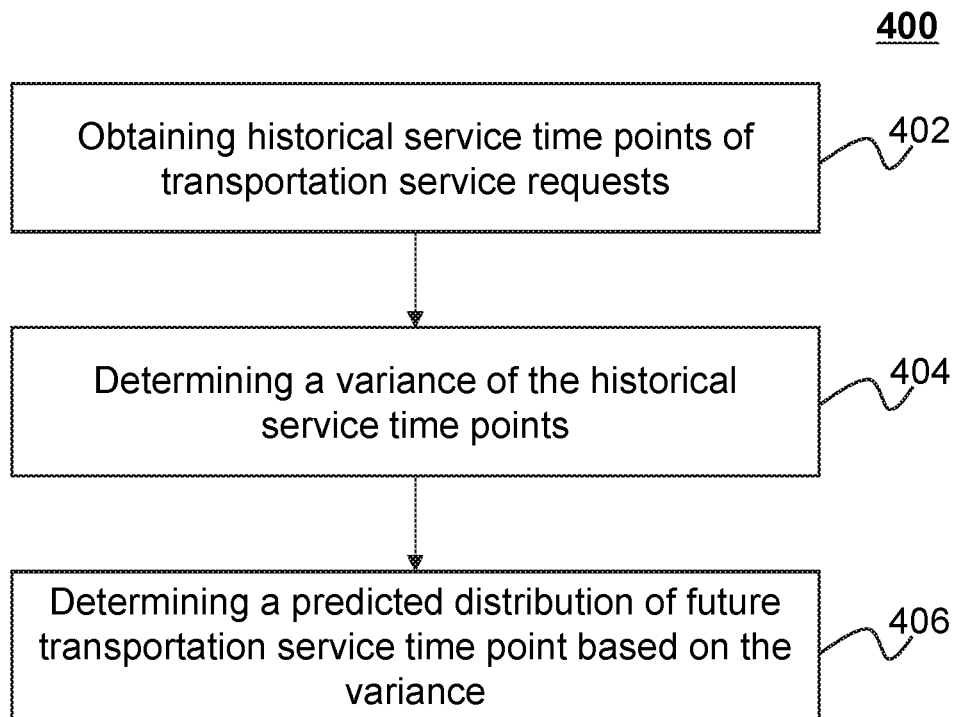 400
Obtaining historical service time points of
transportation service requests
402
Determining a variance of the historical
service time points
404
Determining a predicted distribution of future
transportation service time point based on the
variance
406